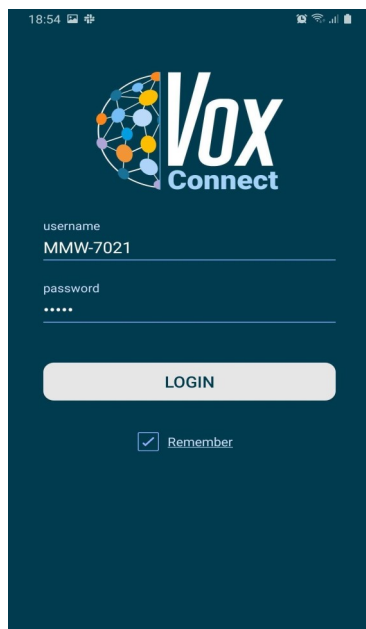 18:54
Vox
Connect
username
MMW-7021
password
•••••
LOGIN
Remember